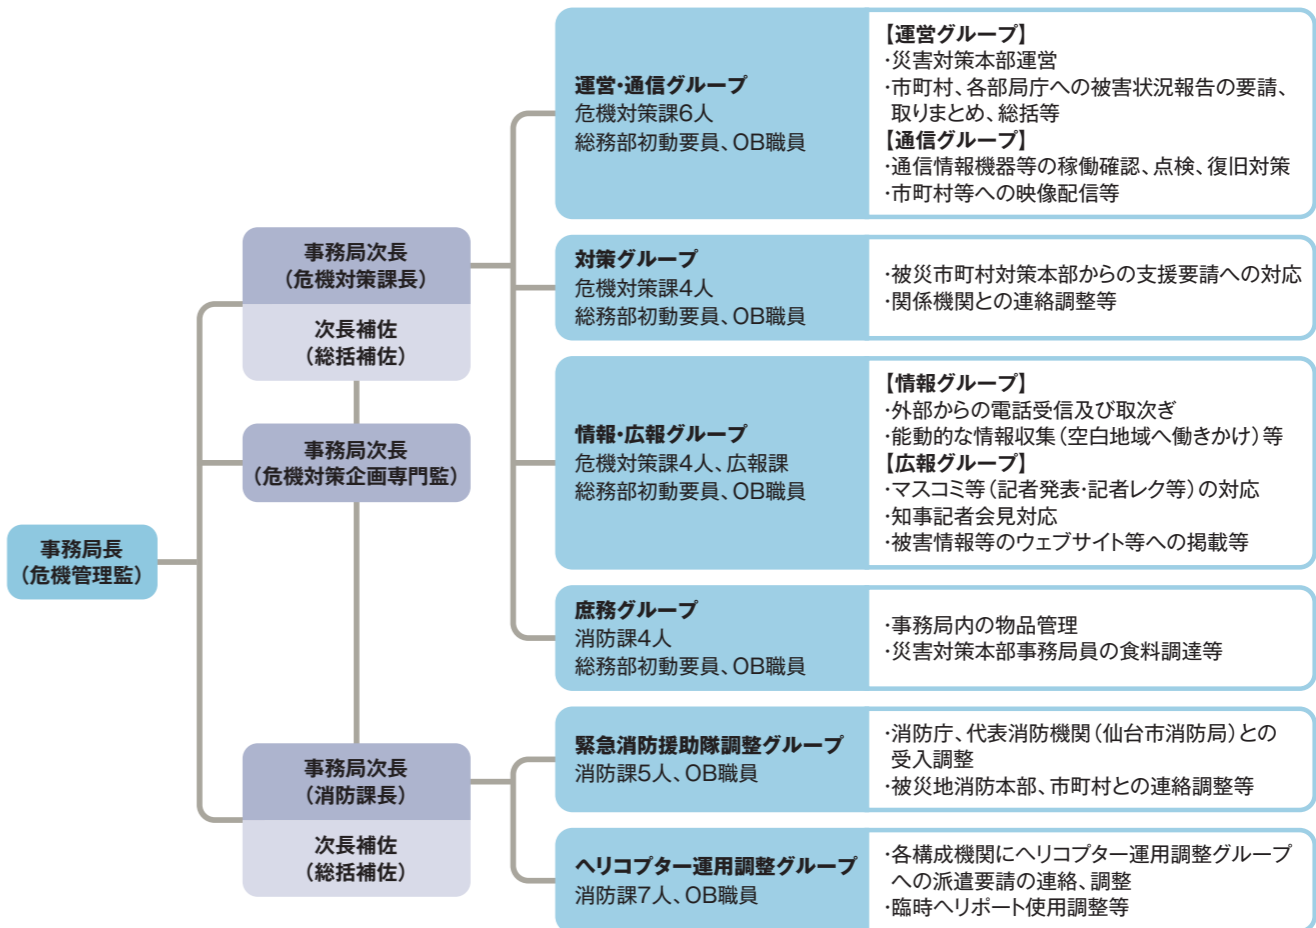 事務局長
(危機管理監)
事務局次長
(危機対策課長)
次長補佐
(総括補佐)
事務局次長
(危機対策企画専門監)
事務局次長
(消防課長)
次長補佐
(総括補佐)
運営・通信グループ
危機対策課6人
総務部初動要員、OB職員
【運営グループ】
・災害対策本部運営
・市町村、各部局庁への被害状況報告の要請、
取りまとめ、総括等
【通信グループ】
・通信情報機器等の稼働確認、点検、復旧対策
・市町村等への映像配信等
対策グループ
危機対策課4人
総務部初動要員、OB職員
・被災市町村対策本部からの支援要請への対応
・関係機関との連絡調整等
情報・広報グループ
危機対策課4人、広報課
総務部初動要員、OB職員
【情報グループ】
・外部からの電話受信及び取次ぎ
・能動的な情報収集(空白地域へ働きかけ)等
【広報グループ】
・マスコミ等(記者発表・記者レク等)の対応
・知事記者会見対応
・被害情報等のウェブサイト等への掲載等
庶務グループ
消防課4人
総務部初動要員、OB職員
・事務局内の物品管理
・災害対策本部事務局員の食料調達等
緊急消防援助隊調整グループ
消防課5人、OB職員
・消防庁、代表消防機関(仙台市消防局)との
受入調整
・被災地消防本部、市町村との連絡調整等
ヘリコプター運用調整グループ
消防課7人、OB職員
・各構成機関にヘリコプター運用調整グループ
への派遣要請の連絡、調整
・臨時ヘリポート使用調整等